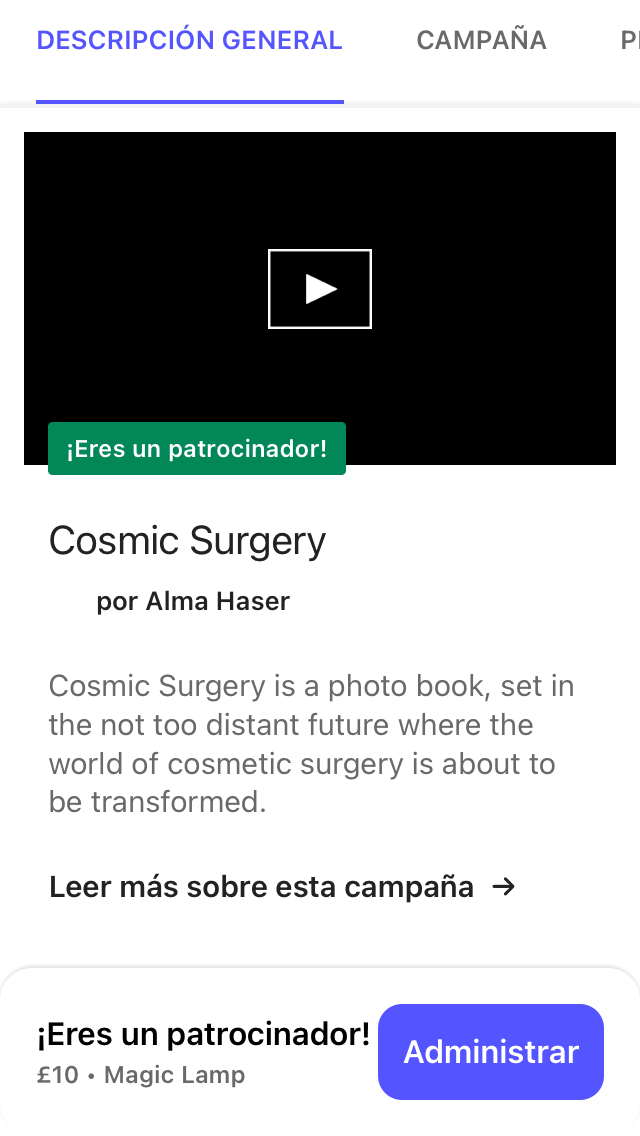 DESCRIPCIÓN GENERAL CAMPAÑA
¡Eres un patrocinador!
Cosmic Surgery
por Alma Haser
Cosmic Surgery is a photo book, set in
the not too distant future where the
world of cosmetic surgery is about to
be transformed.
Leer más sobre esta campaña →
¡Eres un patrocinador!
£10 • Magic Lamp
Administrar